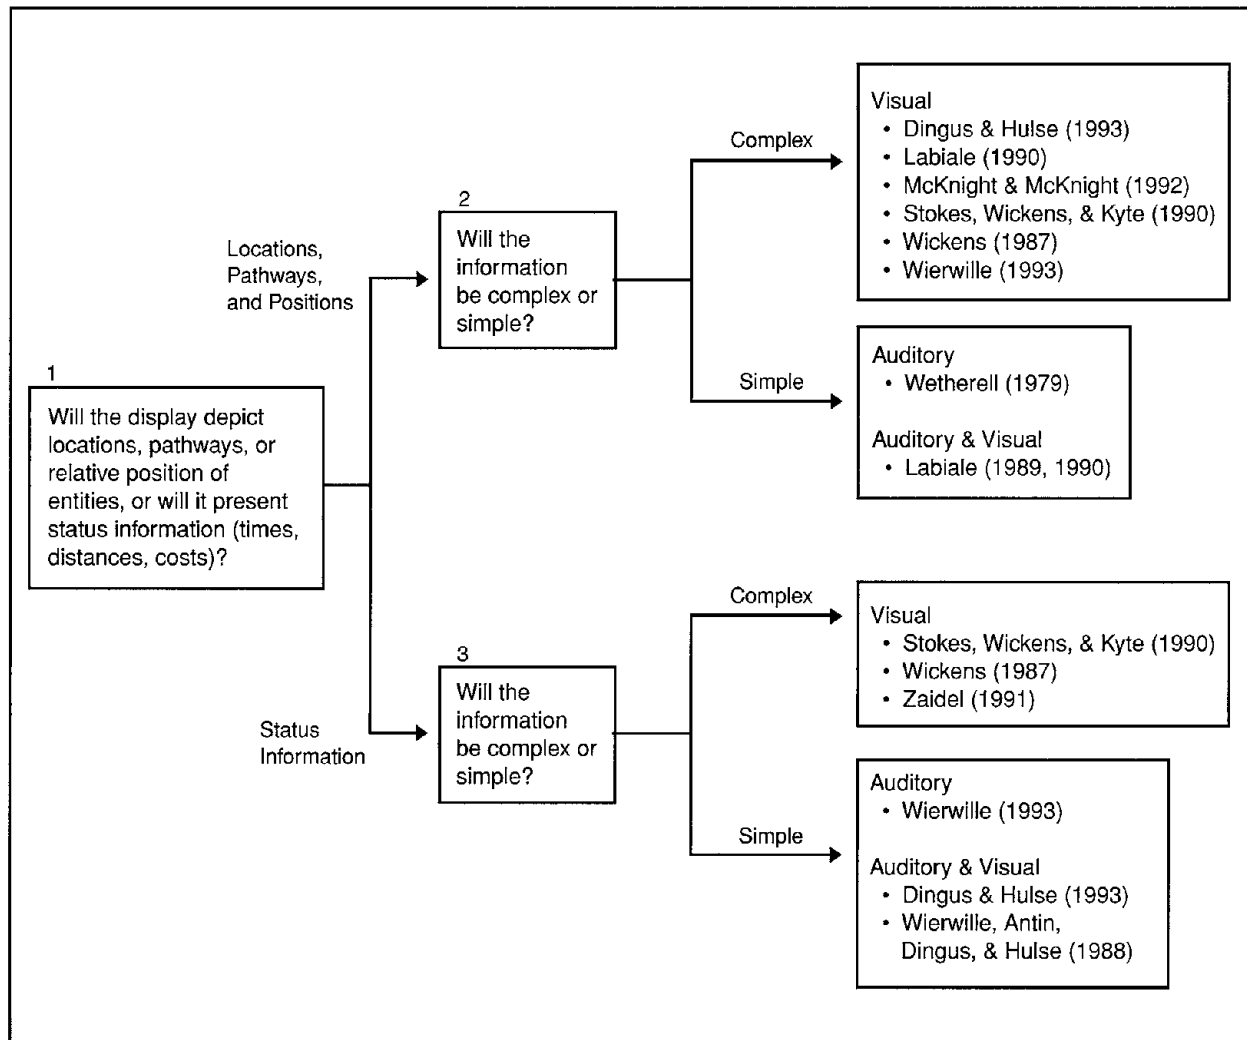 1
Will the display depict
locations, pathways, or
relative position of
entities, or will it present
status information (times,
distances, costs)?
Locations,
Pathways,
and Positions
2
Will the
information
be complex or
simple?
Complex
Visual
• Dingus & Hulse (1993)
• Labiale (1990)
• McKnight & McKnight (1992)
• Stokes, Wickens, & Kyte (1990)
• Wickens (1987)
• Wierwille (1993)
Simple
Auditory
• Wetherell (1979)
Auditory & Visual
• Labiale (1989, 1990)
Status
Information
3
Will the
information
be complex or
simple?
Complex
Visual
• Stokes, Wickens, & Kyte (1990)
• Wickens (1987)
• Zaidel (1991)
Simple
Auditory
• Wierwille (1993)
Auditory & Visual
• Dingus & Hulse (1993)
• Wierwille, Antin,
Dingus, & Hulse (1988)